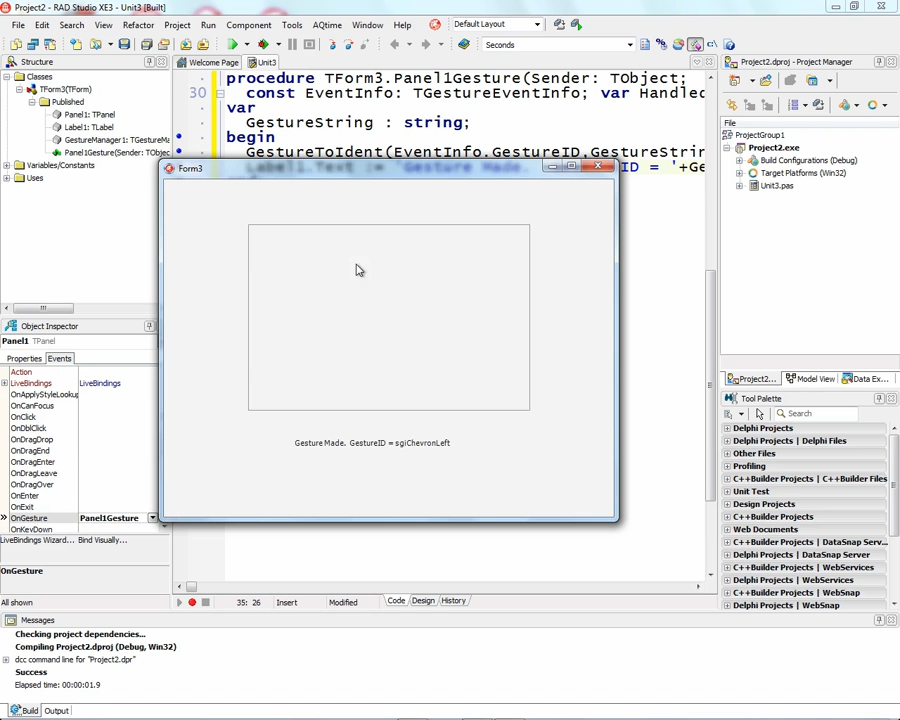 Project2 - RAD Studio XE3 - Unit3 [Built]
File Edit Search View Refactor Project Run Component Tools AQtime Window Help Default Layout
Seconds
Structure
Classes
TForm3(TForm)
Published
Panel1: TPanel
Label1: TLabel
GestureManager1: TGestureMa
Panel1Gesture(Sender: TObjec
Variables/Constants
Uses
Welcome Page Unit3
procedure TForm3.Panel1Gesture(Sender: TObject;
30 const EventInfo: TGestureEventInfo; var Handled
var
GestureString : string;
begin
GestureToIdent(EventInfo.GestureID,GestureStrin
Label1.Text := 'Gesture Made. ID = '+Ge
Form3
Gesture Made. GestureID = sgiChevronLeft
Object Inspector
Panel1 TPanel
Properties Events
Action
LiveBindings LiveBindings
OnApplyStyleLookup
OnCanFocus
OnClick
OnDblClick
OnDragDrop
OnDragEnd
OnDragEnter
OnDragLeave
OnDragOver
OnEnter
OnExit
OnGesture Panel1Gesture
OnKeyDown
LiveBindings Wizard... Bind Visually...
OnGesture
All shown
35: 26 Insert Modified Code Design History
Messages
Checking project dependencies...
Compiling Project2.dproj (Debug, Win32)
dcc command line for "Project2.dpr"
Success
Elapsed time: 00:00:01.9
Build Output
Project2.dproj - Project Manager
File
ProjectGroup1
Project2.exe
Build Configurations (Debug)
Target Platforms (Win32)
Unit3.pas
Project2... Model View Data Ex...
Tool Palette
Search
Delphi Projects
Delphi Projects | Delphi Files
Other Files
Profiling
C++Builder Projects | C++Builder Files
Unit Test
Design Projects
C++Builder Projects
Web Documents
C++Builder Projects | DataSnap Serv...
Delphi Projects | DataSnap Server
C++Builder Projects | WebServices
Delphi Projects | WebServices
C++Builder Projects | WebSnap
Delphi Projects | WebSnap